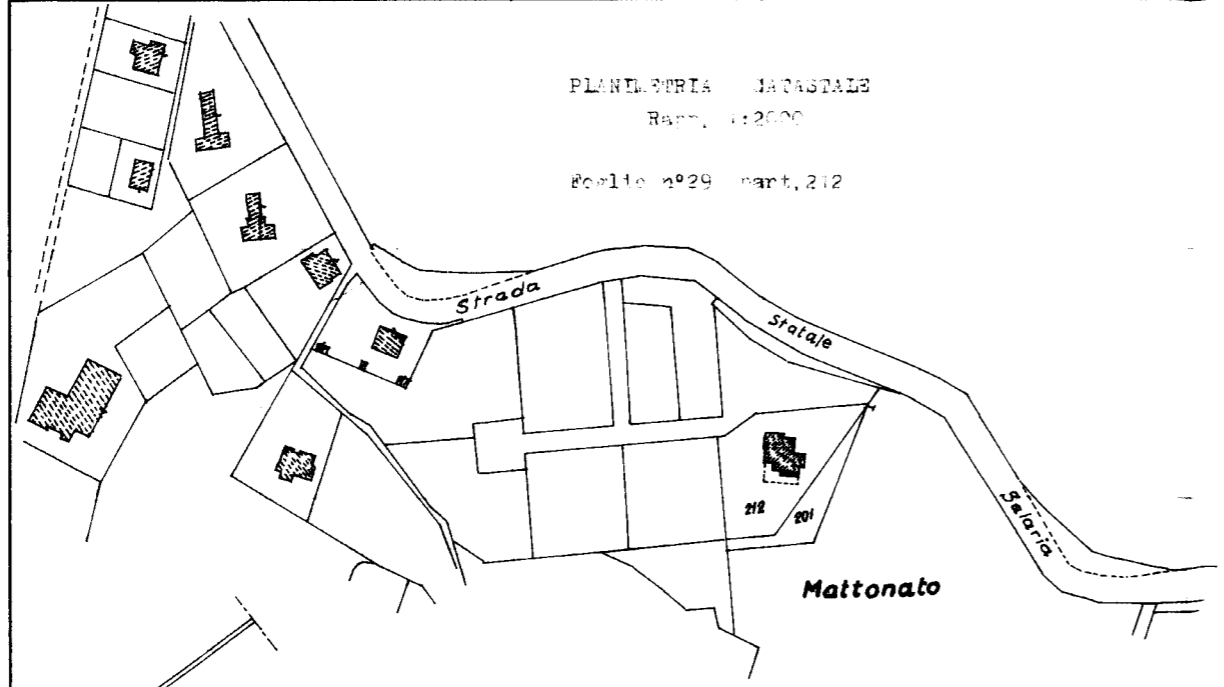 PLANIMETRIA CATASTALE
Rapp. 1:2000
Foglio n°29 part, 212
Strada
Statale
Salaria
212
201
Mattonato